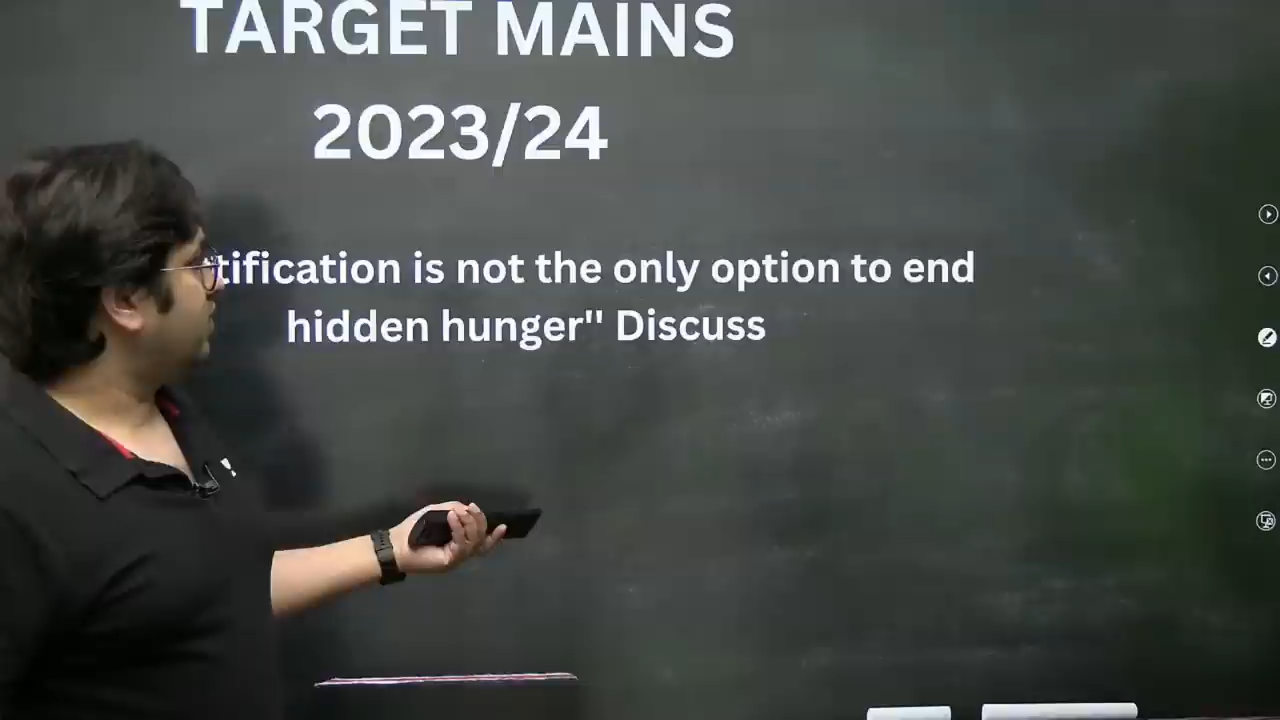 TARGET MAINS
2023/24
tification is not the only option to end
hidden hunger" Discuss